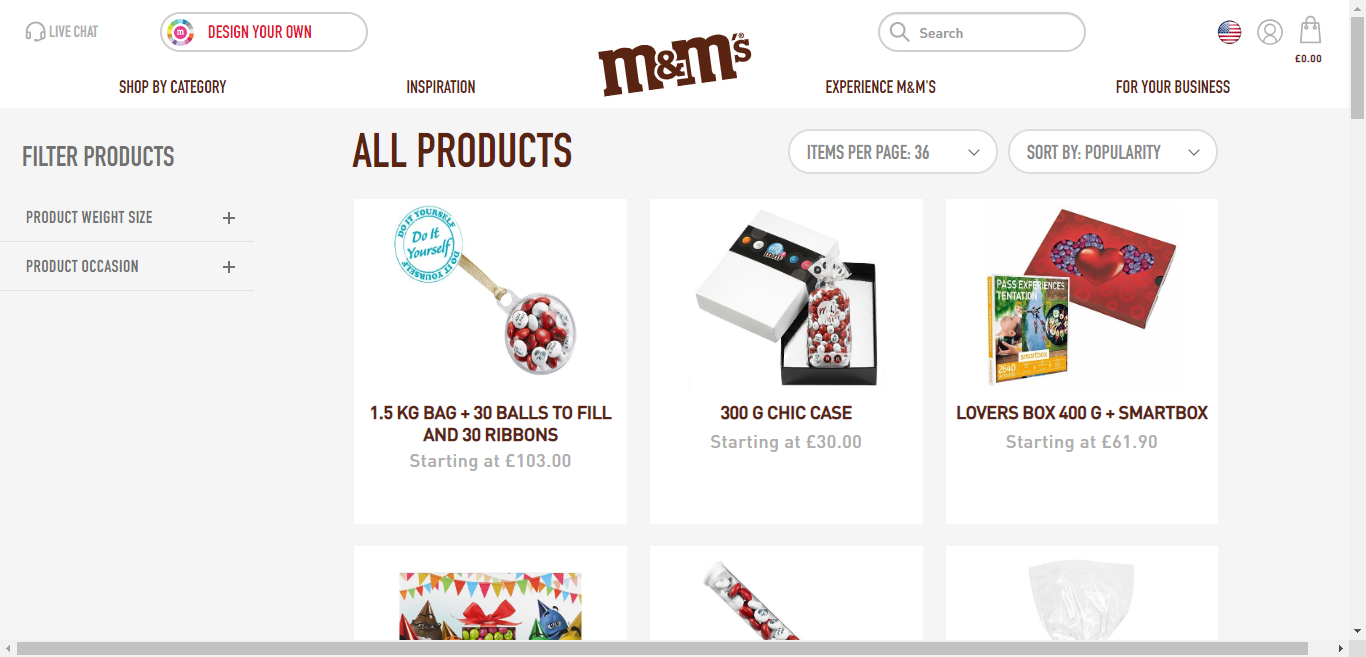 LIVE CHAT
m
DESIGN YOUR OWN
m&m's®
Search
£0.00
SHOP BY CATEGORY
INSPIRATION
EXPERIENCE M&M'S
FOR YOUR BUSINESS
FILTER PRODUCTS
PRODUCT WEIGHT SIZE +
PRODUCT OCCASION +
ALL PRODUCTS
ITEMS PER PAGE: 36
SORT BY: POPULARITY
DO IT YOURSELF
Do It
Yourself
DO IT YOURSELF
1.5 KG BAG + 30 BALLS TO FILL
AND 30 RIBBONS
Starting at £103.00
300 G CHIC CASE
Starting at £30.00
PASS EXPERIENCES
TENTATION
smartbox
2640
LOVERS BOX 400 G + SMARTBOX
Starting at £61.90